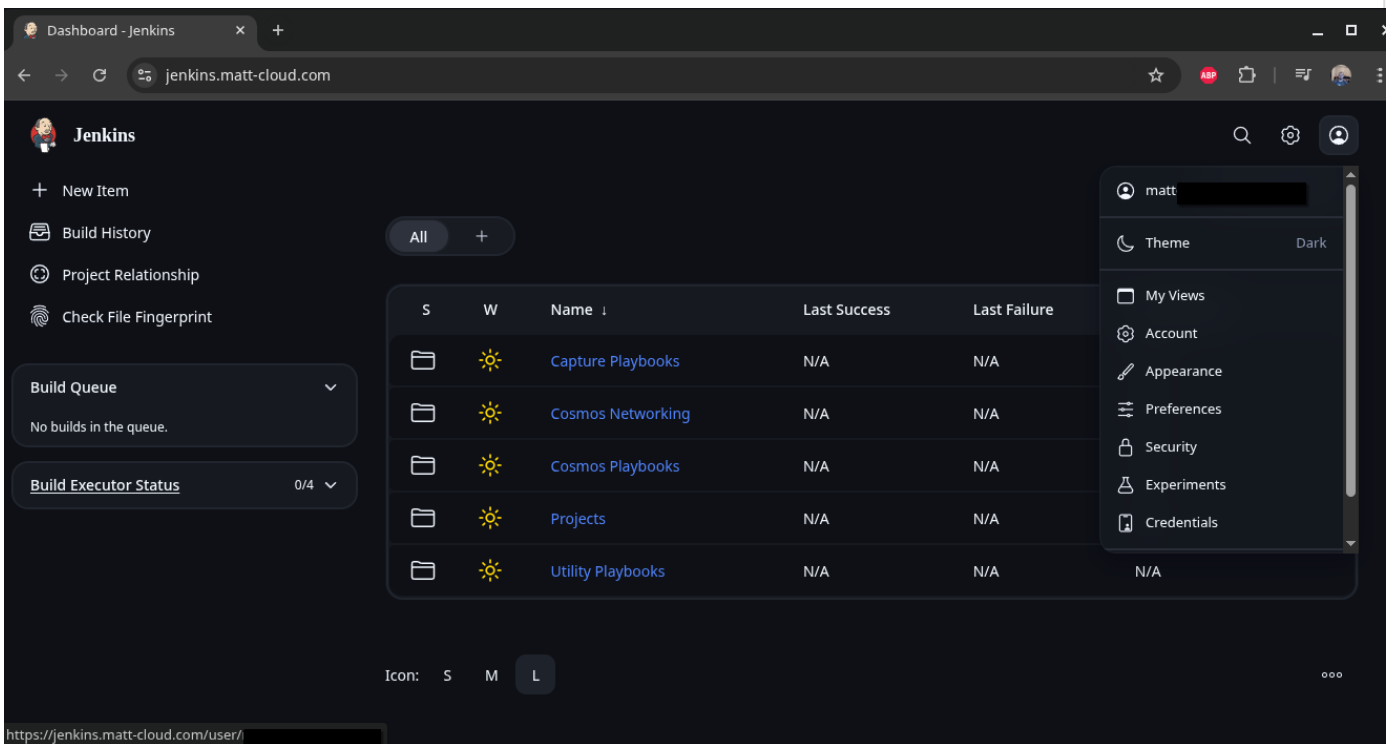 Dashboard - Jenkins
jenkins.matt-cloud.com
ABP
Jenkins
New Item
Build History
Project Relationship
Check File Fingerprint
Build Queue
No builds in the queue.
Build Executor Status 0/4
All +
S W Name ↓ Last Success Last Failure
Capture Playbooks N/A N/A
Cosmos Networking N/A N/A
Cosmos Playbooks N/A N/A
Projects N/A N/A
Utility Playbooks N/A N/A N/A
matt
Theme Dark
My Views
Account
Appearance
Preferences
Security
Experiments
Credentials
Icon: S M L
https://jenkins.matt-cloud.com/user/